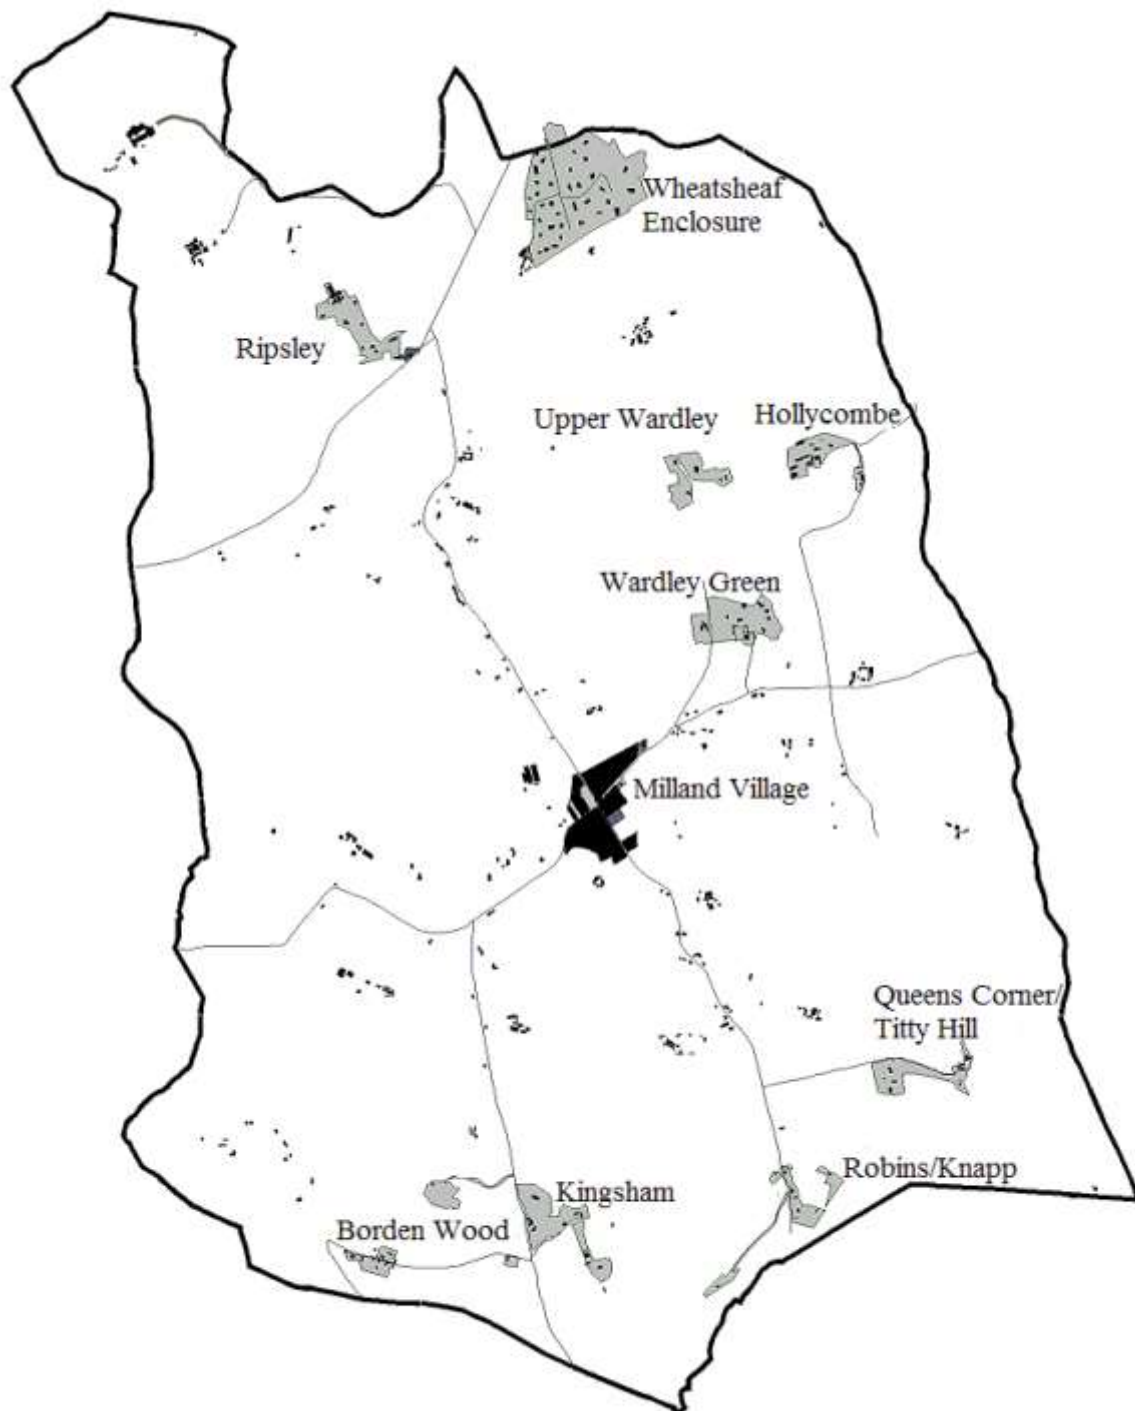 Wheatsheaf
Enclosure
Ripsley
Upper Wardley
Hollycombe
Wardley Green
Milland Village
Queens Corner/
Titty Hill
Robins/Knapp
Kingsham
Borden Wood